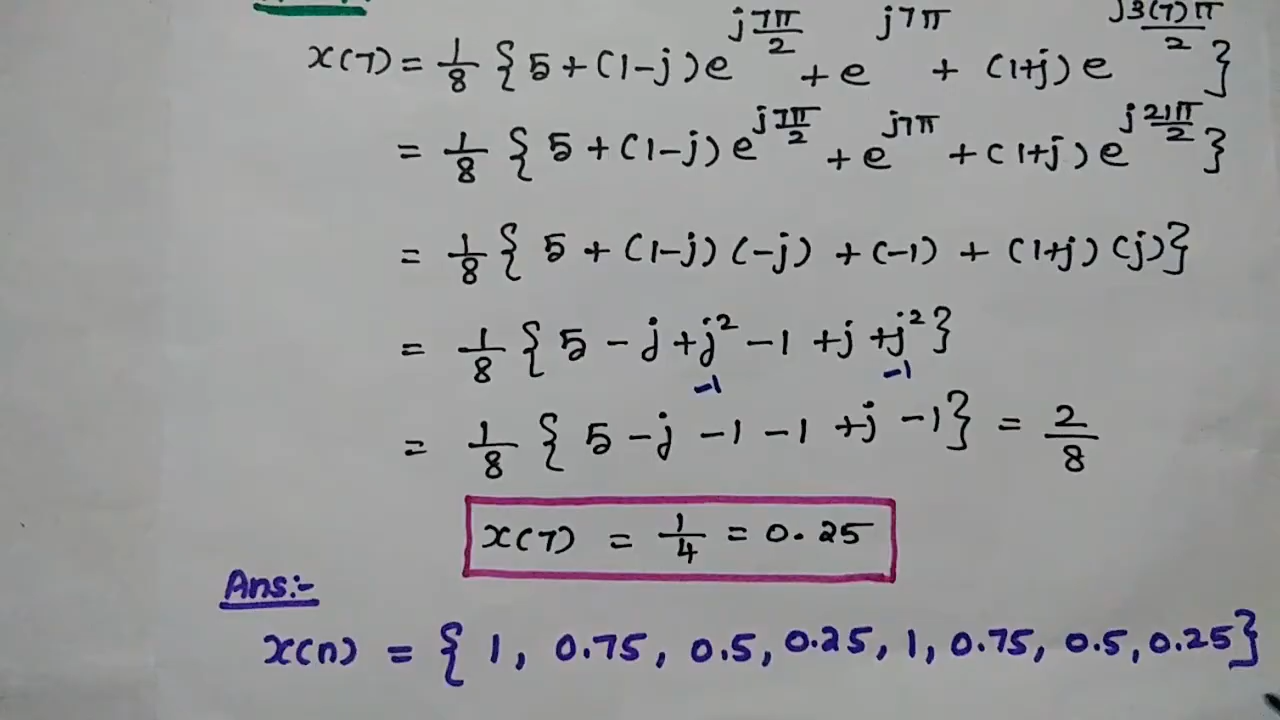 x(7) = 1/8 { 5 + (1-j) e^{j7π/2} + e^{j7π} + (1+j) e^{j3(7)π/2} }
= 1/8 { 5 + (1-j) e^{j7π/2} + e^{j7π} + (1+j) e^{j21π/2} }
= 1/8 { 5 + (1-j) (-j) + (-1) + (1+j) (j) }
= 1/8 { 5 - j + j² - 1 + j + j² }
-1 -1
= 1/8 { 5 - j - 1 - 1 + j - 1 } = 2/8
x(7) = 1/4 = 0.25
Ans:-
x(n) = { 1, 0.75, 0.5, 0.25, 1, 0.75, 0.5, 0.25 }